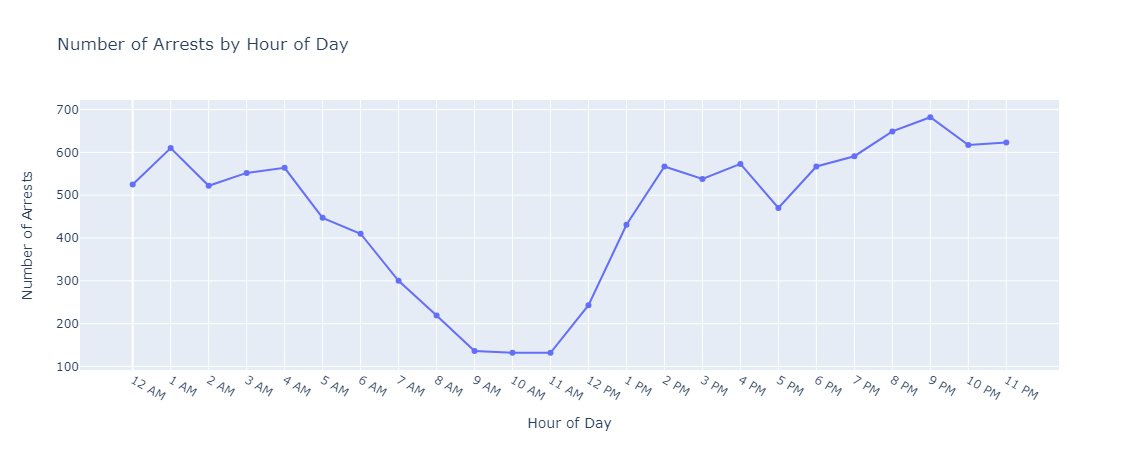 Number of Arrests by Hour of Day
Number of Arrests
700
600
500
400
300
200
100
12 AM
1 AM
2 AM
3 AM
4 AM
5 AM
6 AM
7 AM
8 AM
9 AM
10 AM
11 AM
12 PM
1 PM
2 PM
3 PM
4 PM
5 PM
6 PM
7 PM
8 PM
9 PM
10 PM
11 PM
Hour of Day